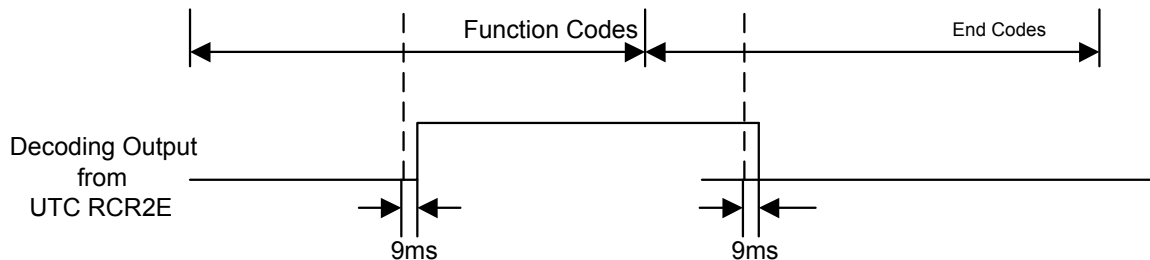 Function Codes
End Codes
Decoding Output
from
UTC RCR2E
9ms
9ms